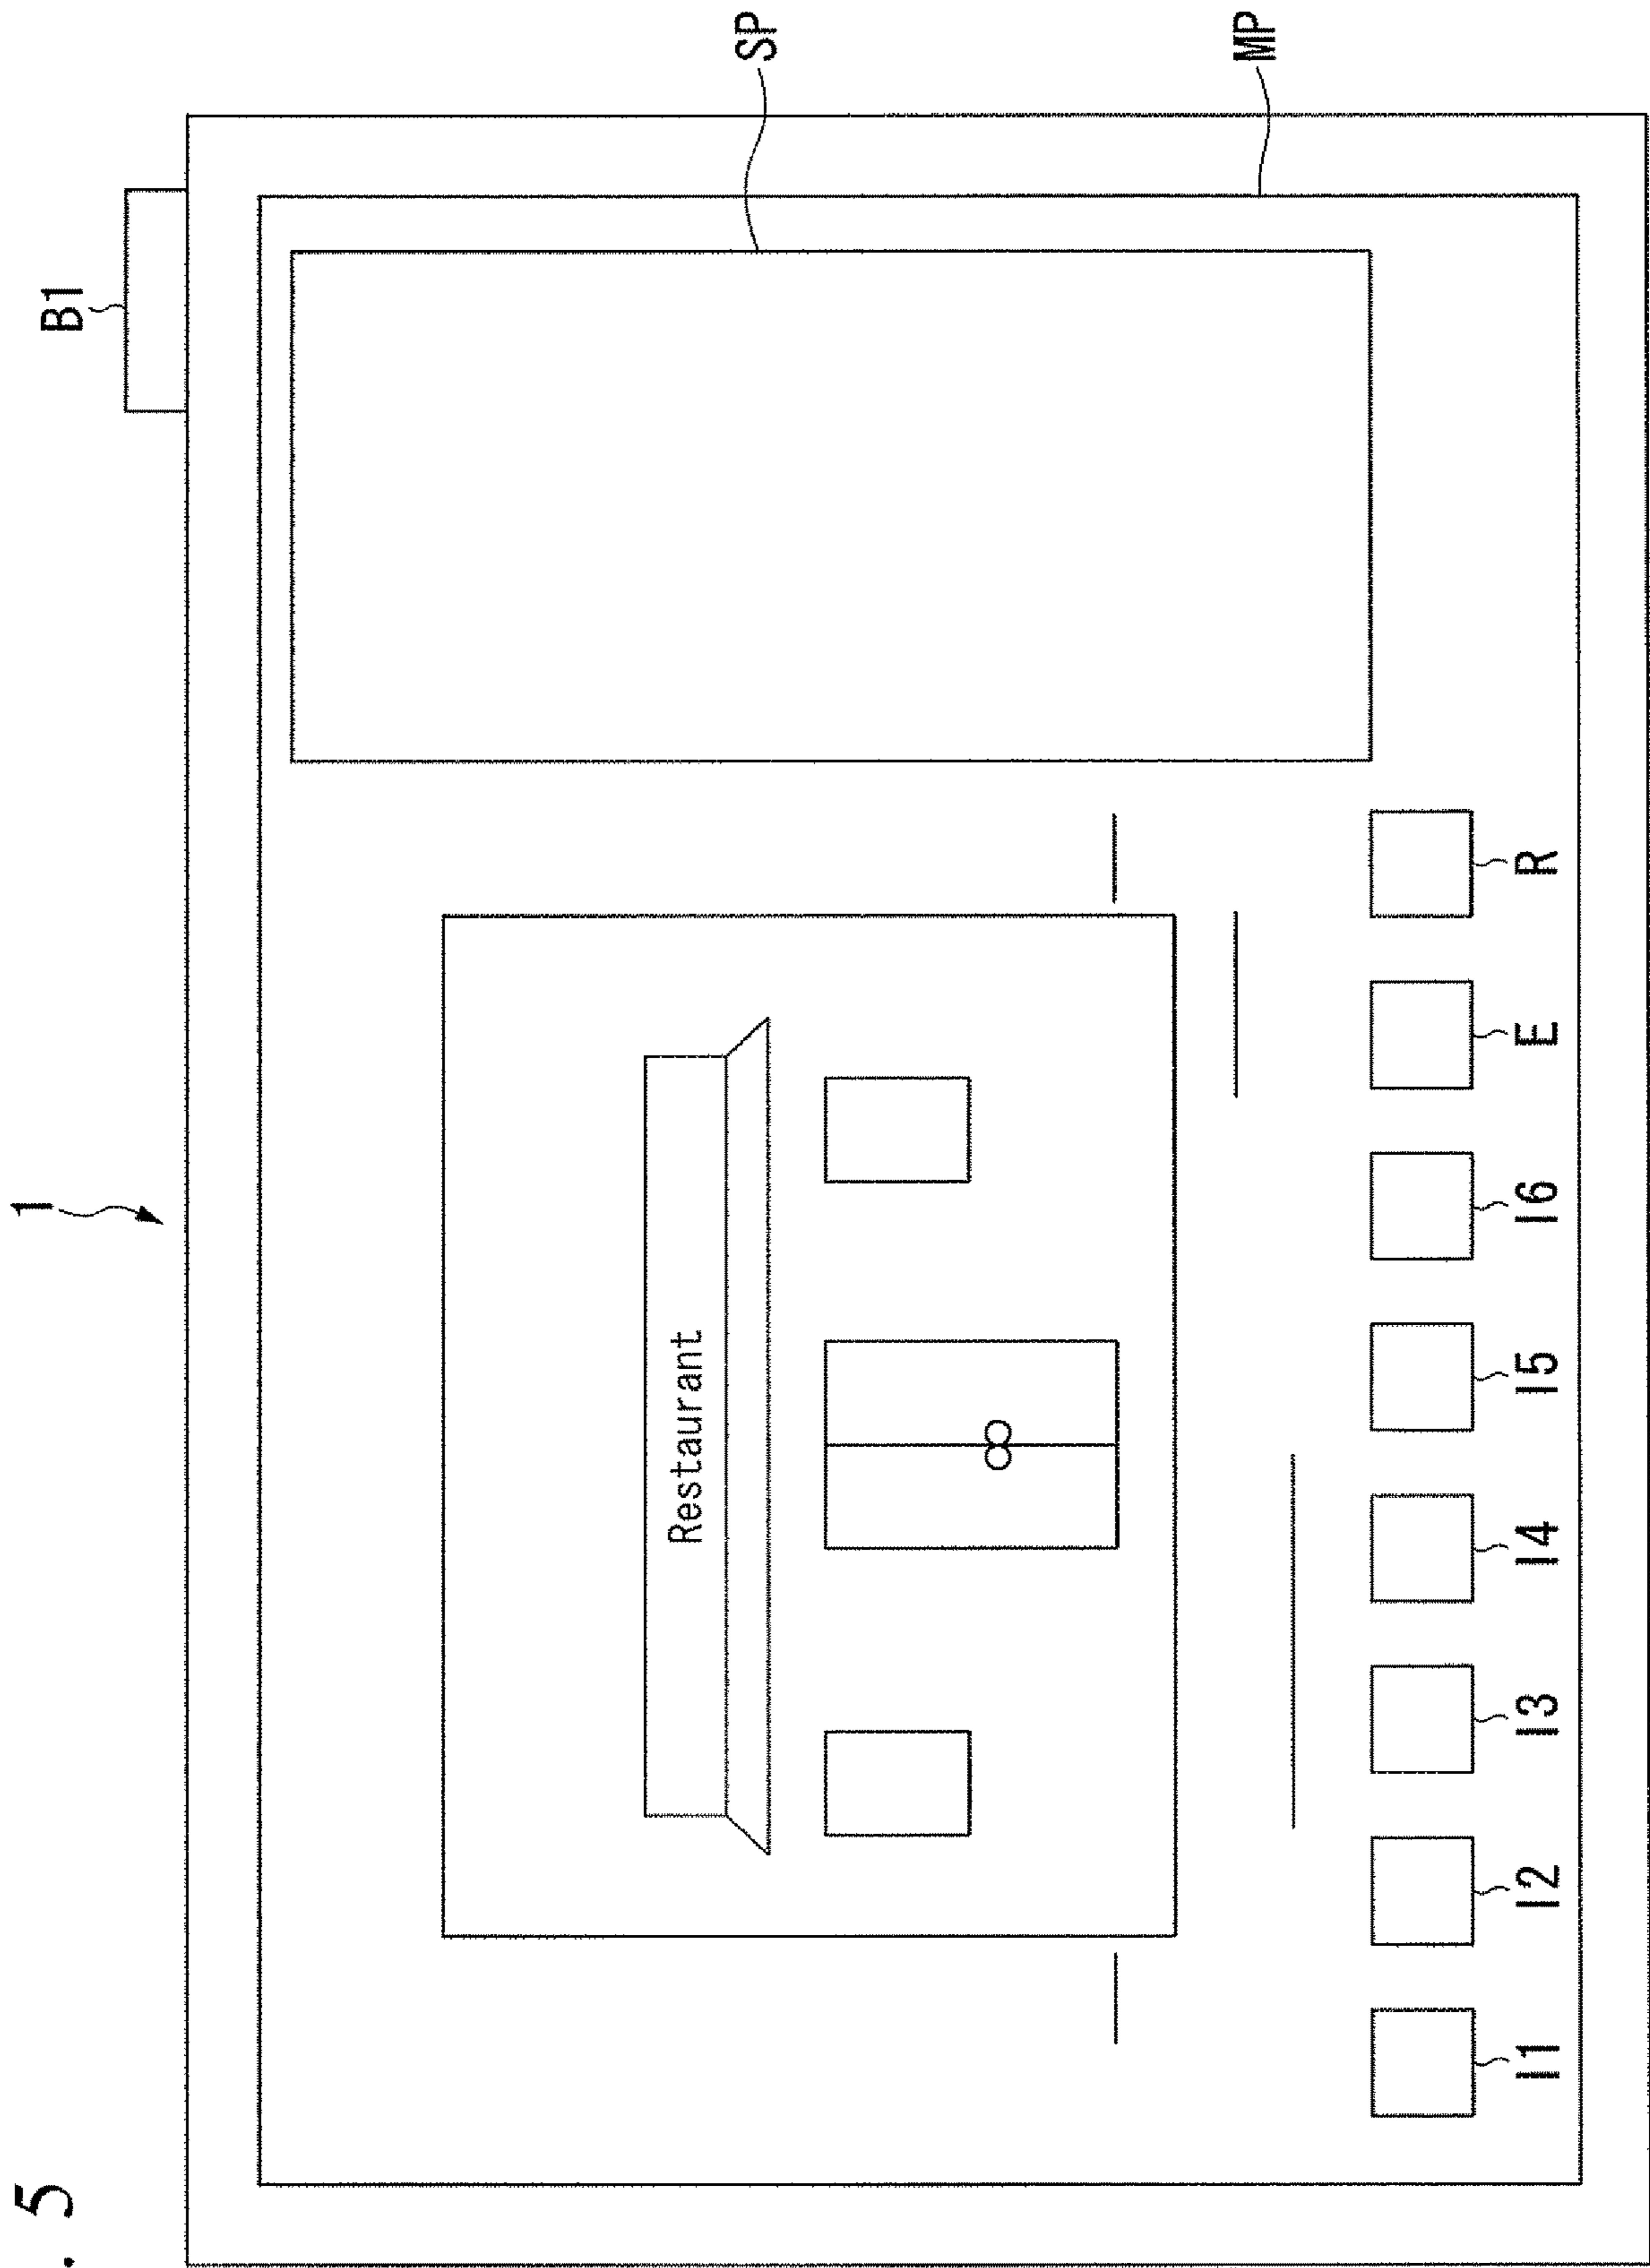 . 5
1
B1
SP
MP
Restaurant
I1 I2 I3 I4 I5 I6 E R